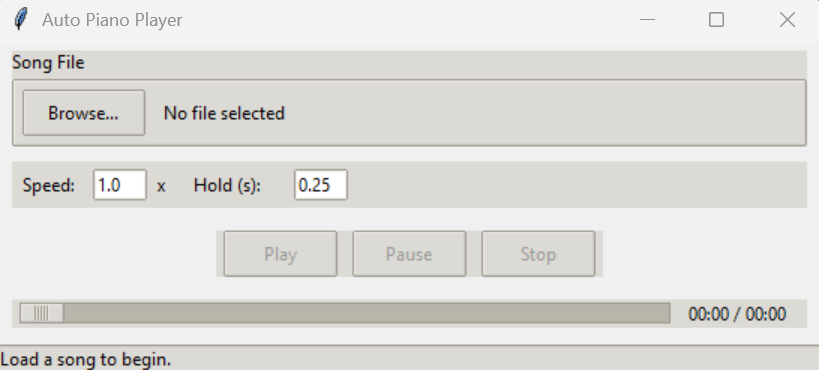 Auto Piano Player
Song File
Browse... No file selected
Speed: 1.0 x Hold (s): 0.25
Play Pause Stop
00:00 / 00:00
Load a song to begin.